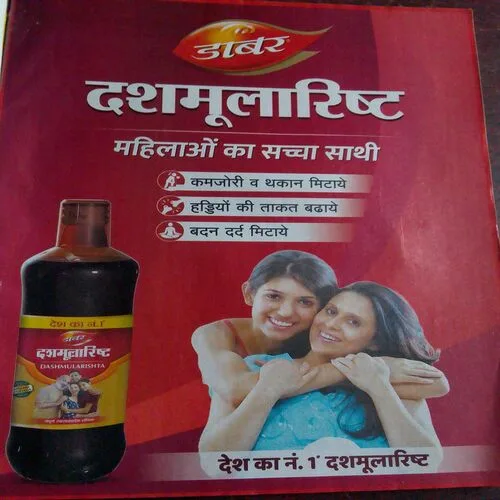 डाबर
दशमूलारिष्ट
महिलाओं का सच्चा साथी
कमजोरी व थकान मिटाये
हड्डियों की ताकत बढाये
बदन दर्द मिटाये
देश का नं. 1*
डाबर
दशमूलारिष्ट
DASHMULARISHTA
देश का नं. 1* दशमूलारिष्ट